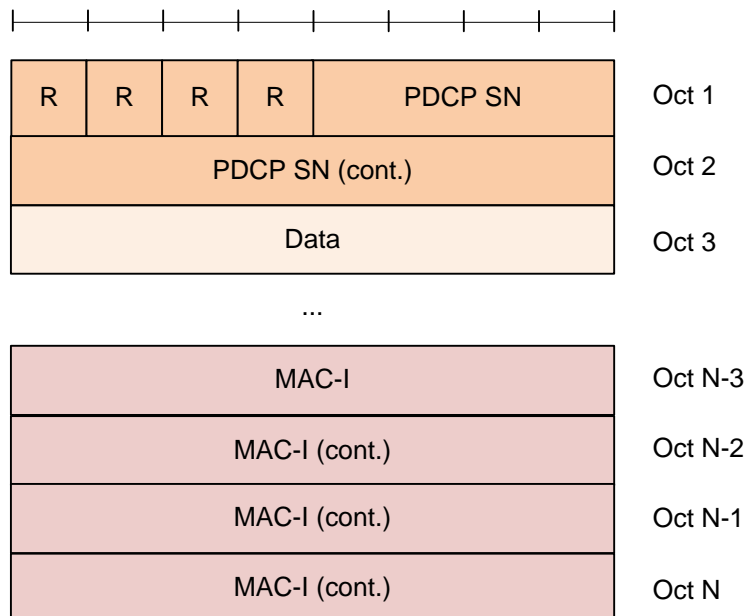 R R R R PDCP SN Oct 1
PDCP SN (cont.) Oct 2
Data Oct 3
...
MAC-I Oct N-3
MAC-I (cont.) Oct N-2
MAC-I (cont.) Oct N-1
MAC-I (cont.) Oct N